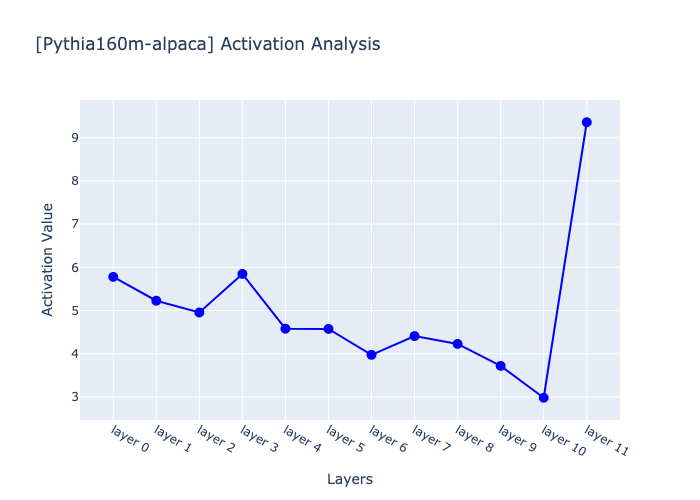 [Pythia160m-alpaca] Activation Analysis
Activation Value
9
8
7
6
5
4
3
layer 0
layer 1
layer 2
layer 3
layer 4
layer 5
layer 6
layer 7
layer 8
layer 9
layer 10
layer 11
Layers